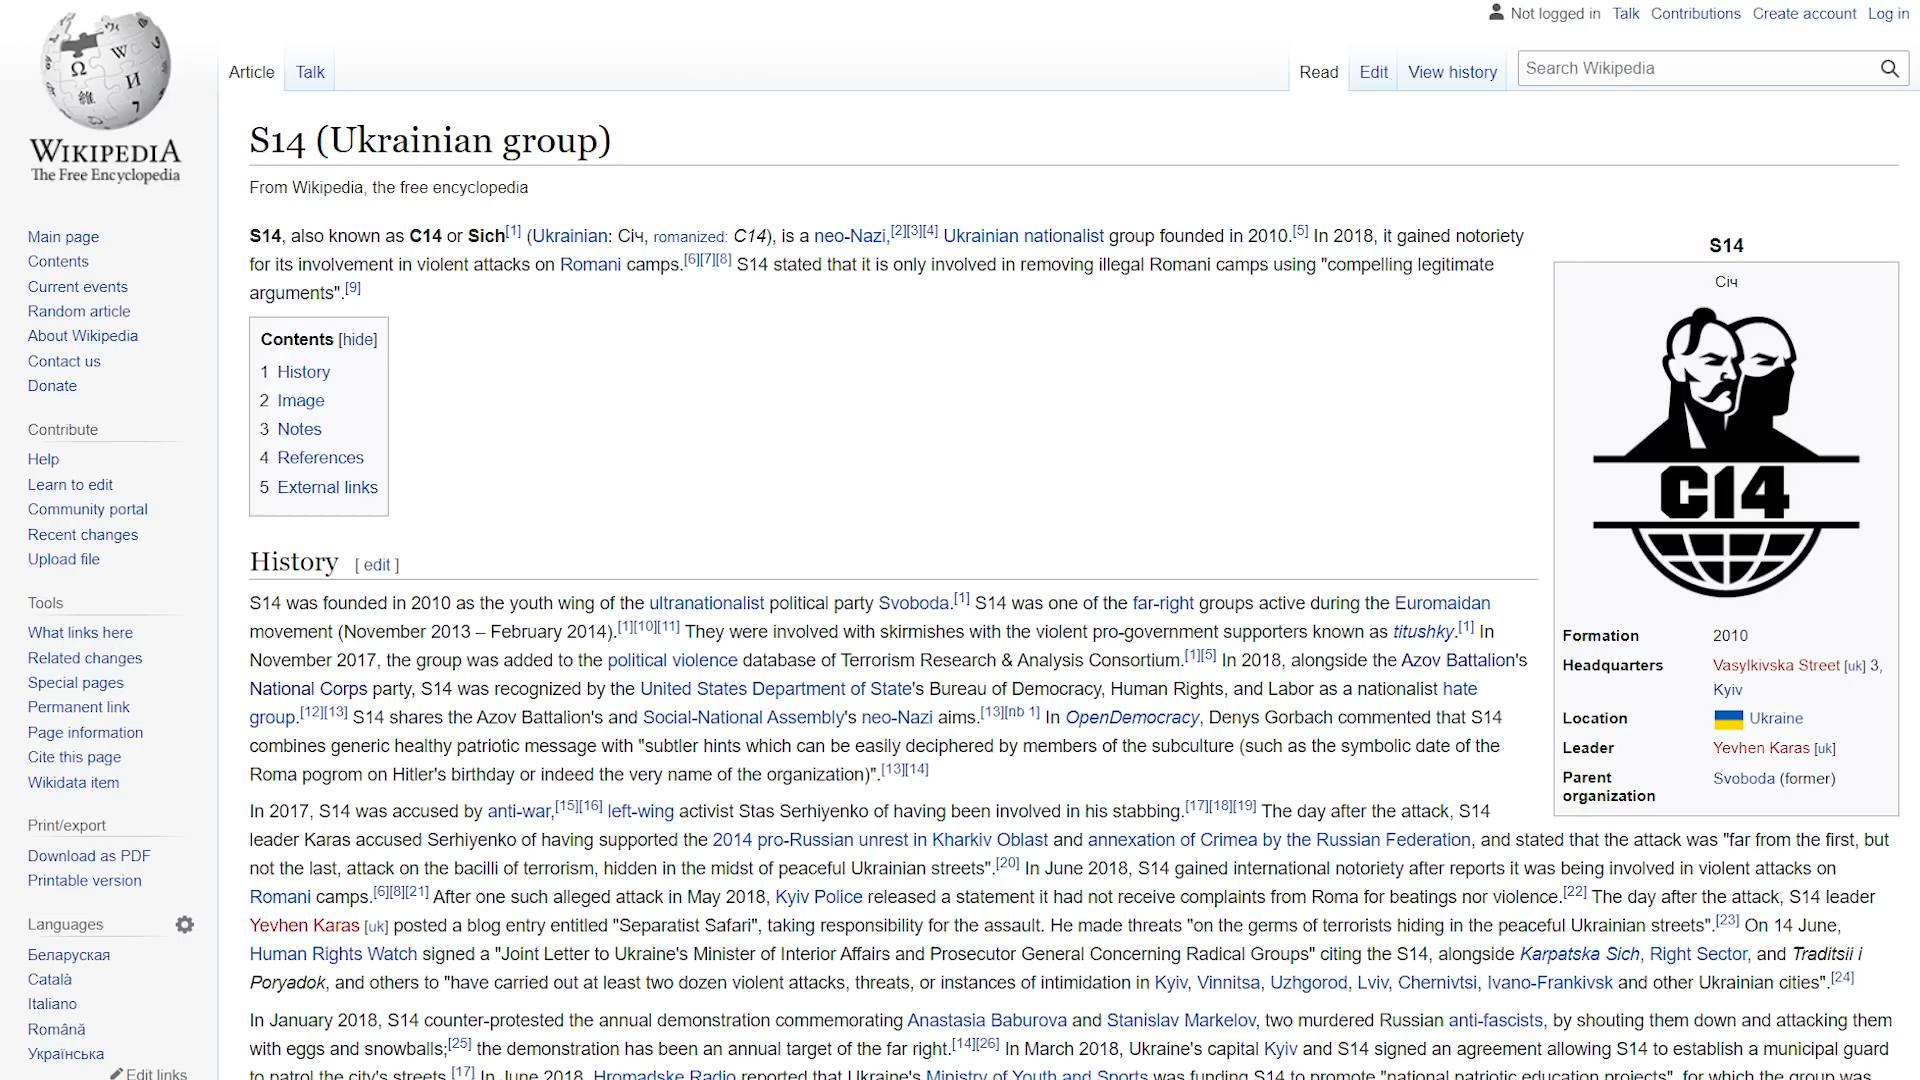 Not logged in Talk Contributions Create account Log in
Article Talk Read Edit View history Search Wikipedia
WIKIPEDIA
The Free Encyclopedia
Main page
Contents
Current events
Random article
About Wikipedia
Contact us
Donate
Contribute
Help
Learn to edit
Community portal
Recent changes
Upload file
Tools
What links here
Related changes
Special pages
Permanent link
Page information
Cite this page
Wikidata item
Print/export
Download as PDF
Printable version
Languages
Беларуская
Català
Italiano
Română
Українська
Edit links
S14 (Ukrainian group)
From Wikipedia, the free encyclopedia
S14, also known as C14 or Sich[1] (Ukrainian: Січ, romanized: C14), is a neo-Nazi,[2][3][4] Ukrainian nationalist group founded in 2010.[5] In 2018, it gained notoriety
for its involvement in violent attacks on Romani camps.[6][7][8] S14 stated that it is only involved in removing illegal Romani camps using "compelling legitimate
arguments".[9]
Contents [hide]
1 History
2 Image
3 Notes
4 References
5 External links
S14
Січ
C14
Formation 2010
Headquarters Vasylkivska Street [uk] 3,
Kyiv
Location Ukraine
Leader Yevhen Karas [uk]
Parent
organization Svoboda (former)
History [ edit ]
S14 was founded in 2010 as the youth wing of the ultranationalist political party Svoboda.[1] S14 was one of the far-right groups active during the Euromaidan
movement (November 2013 – February 2014).[1][10][11] They were involved with skirmishes with the violent pro-government supporters known as titushky.[1] In
November 2017, the group was added to the political violence database of Terrorism Research & Analysis Consortium.[1][5] In 2018, alongside the Azov Battalion's
National Corps party, S14 was recognized by the United States Department of State's Bureau of Democracy, Human Rights, and Labor as a nationalist hate
group.[12][13] S14 shares the Azov Battalion's and Social-National Assembly's neo-Nazi aims.[13][nb 1] In OpenDemocracy, Denys Gorbach commented that S14
combines generic healthy patriotic message with "subtler hints which can be easily deciphered by members of the subculture (such as the symbolic date of the
Roma pogrom on Hitler's birthday or indeed the very name of the organization)".[13][14]
In 2017, S14 was accused by anti-war,[15][16] left-wing activist Stas Serhiyenko of having been involved in his stabbing.[17][18][19] The day after the attack, S14
leader Karas accused Serhiyenko of having supported the 2014 pro-Russian unrest in Kharkiv Oblast and annexation of Crimea by the Russian Federation, and stated that the attack was "far from the first, but
not the last, attack on the bacilli of terrorism, hidden in the midst of peaceful Ukrainian streets".[20] In June 2018, S14 gained international notoriety after reports it was being involved in violent attacks on
Romani camps.[6][8][21] After one such alleged attack in May 2018, Kyiv Police released a statement it had not receive complaints from Roma for beatings nor violence.[22] The day after the attack, S14 leader
Yevhen Karas [uk] posted a blog entry entitled "Separatist Safari", taking responsibility for the assault. He made threats "on the germs of terrorists hiding in the peaceful Ukrainian streets".[23] On 14 June,
Human Rights Watch signed a "Joint Letter to Ukraine's Minister of Interior Affairs and Prosecutor General Concerning Radical Groups" citing the S14, alongside Karpatska Sich, Right Sector, and Traditsii i
Poryadok, and others to "have carried out at least two dozen violent attacks, threats, or instances of intimidation in Kyiv, Vinnitsa, Uzhgorod, Lviv, Chernivtsi, Ivano-Frankivsk and other Ukrainian cities".[24]
In January 2018, S14 counter-protested the annual demonstration commemorating Anastasia Baburova and Stanislav Markelov, two murdered Russian anti-fascists, by shouting them down and attacking them
with eggs and snowballs;[25] the demonstration has been an annual target of the far right.[14][26] In March 2018, Ukraine's capital Kyiv and S14 signed an agreement allowing S14 to establish a municipal guard
to patrol the city's streets.[17] In June 2018, Hromadske Radio reported that Ukraine's Ministry of Youth and Sports was funding S14 to promote "national patriotic education projects", for which the group was